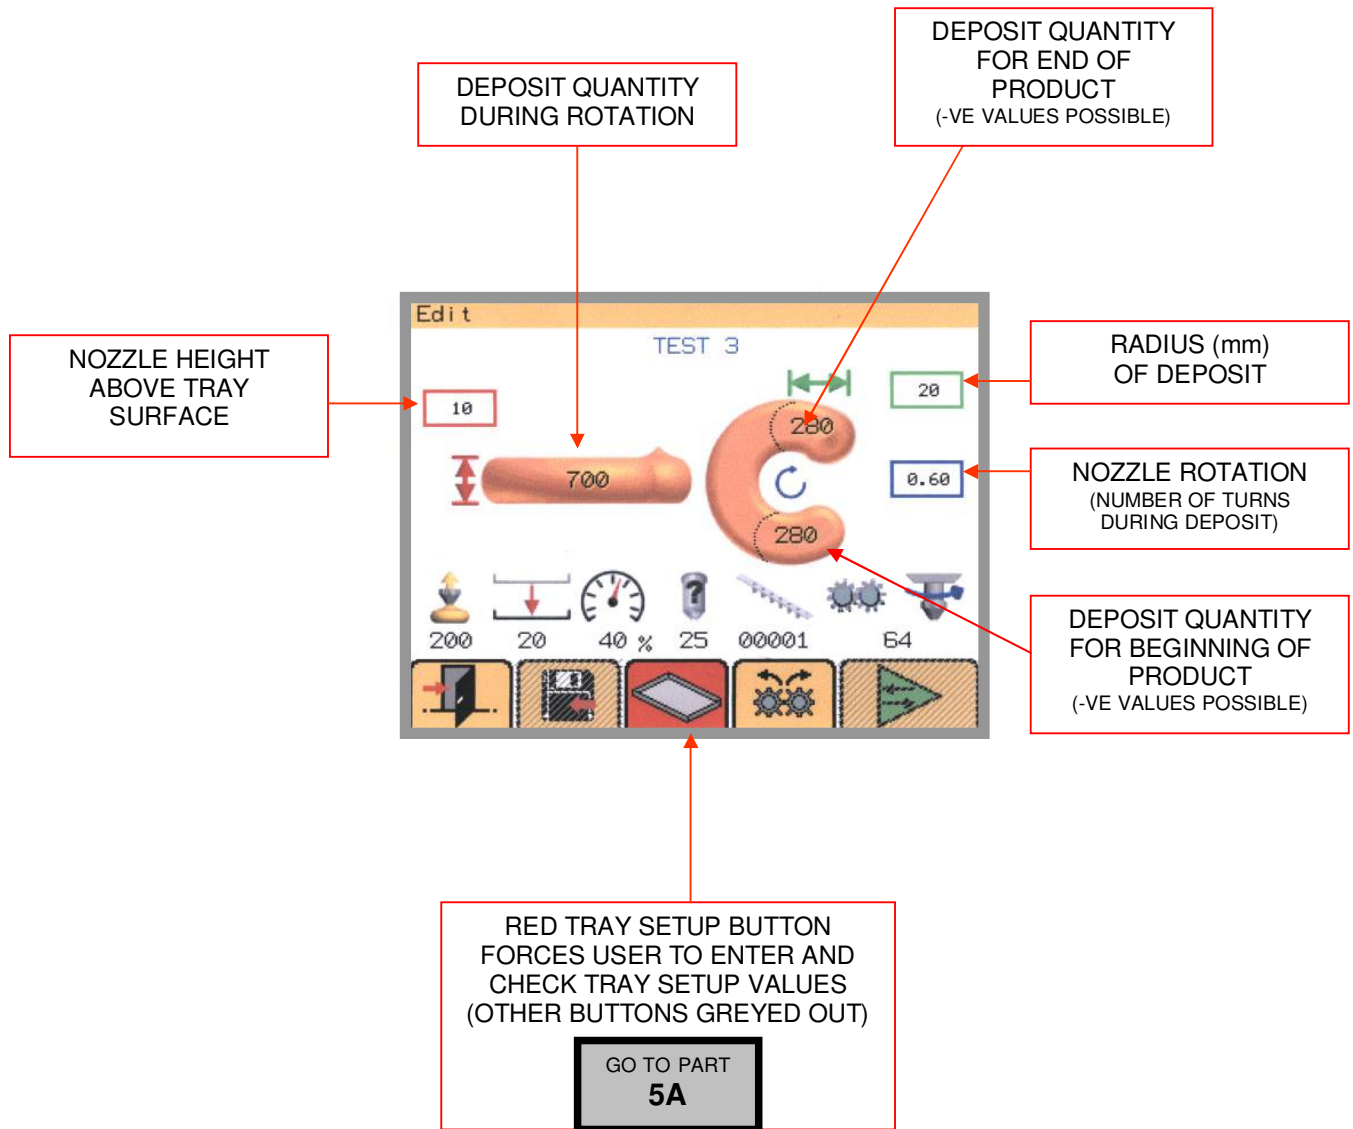 DEPOSIT QUANTITY
FOR END OF
PRODUCT
(-VE VALUES POSSIBLE)
DEPOSIT QUANTITY
DURING ROTATION
NOZZLE HEIGHT
ABOVE TRAY
SURFACE
Edit
TEST 3
10
20
280
700
0.60
280
?
200 20 40 % 25 00001 64
RADIUS (mm)
OF DEPOSIT
NOZZLE ROTATION
(NUMBER OF TURNS
DURING DEPOSIT)
DEPOSIT QUANTITY
FOR BEGINNING OF
PRODUCT
(-VE VALUES POSSIBLE)
RED TRAY SETUP BUTTON
FORCES USER TO ENTER AND
CHECK TRAY SETUP VALUES
(OTHER BUTTONS GREYED OUT)
GO TO PART
5A